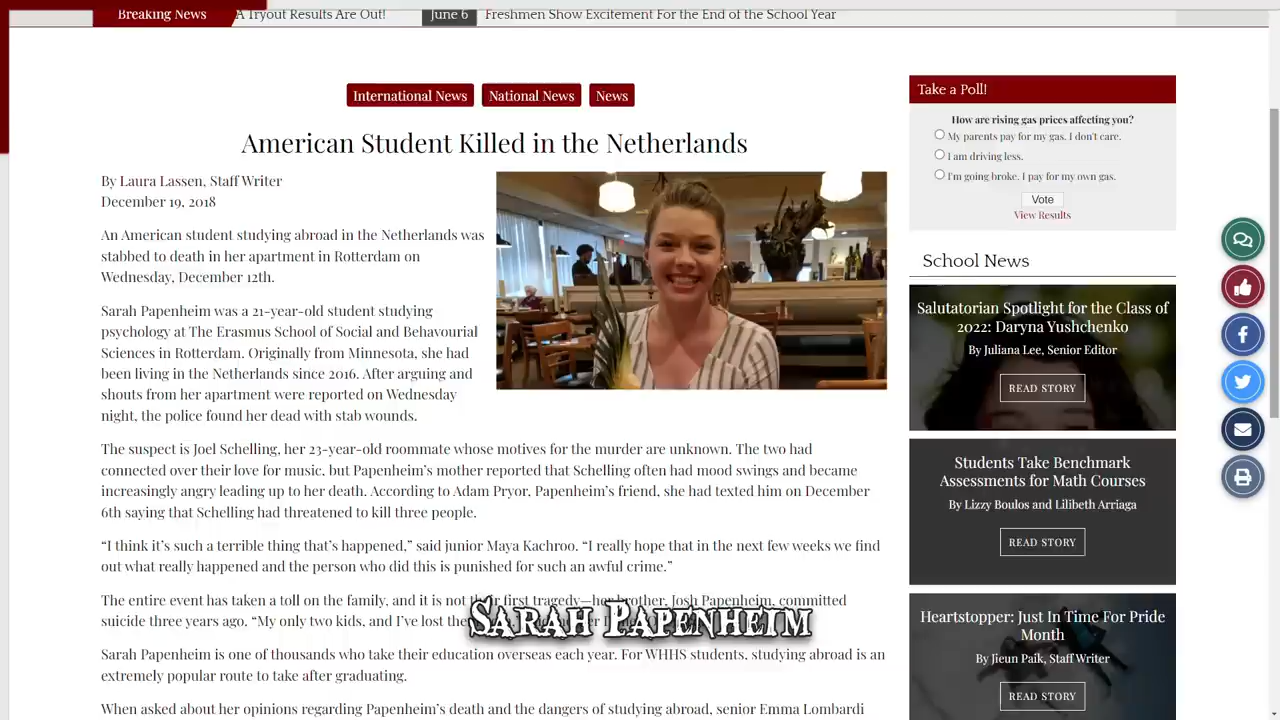 Breaking News
A Tryout Results Are Out!
June 6
Freshmen Show Excitement For the End of the School Year
International News
National News
News
American Student Killed in the Netherlands
By Laura Lassen, Staff Writer
December 19, 2018
An American student studying abroad in the Netherlands was
stabbed to death in her apartment in Rotterdam on
Wednesday, December 12th.
Sarah Papenheim was a 21-year-old student studying
psychology at The Erasmus School of Social and Behavourial
Sciences in Rotterdam. Originally from Minnesota, she had
been living in the Netherlands since 2016. After arguing and
shouts from her apartment were reported on Wednesday
night, the police found her dead with stab wounds.
The suspect is Joel Schelling, her 23-year-old roommate whose motives for the murder are unknown. The two had
connected over their love for music, but Papenheim's mother reported that Schelling often had mood swings and became
increasingly angry leading up to her death. According to Adam Pryor, Papenheim's friend, she had texted him on December
6th saying that Schelling had threatened to kill three people.
“I think it's such a terrible thing that's happened,” said junior Maya Kachroo. “I really hope that in the next few weeks we find
out what really happened and the person who did this is punished for such an awful crime.”
The entire event has taken a toll on the family, and it is not their first tragedy—her brother, Josh Papenheim, committed
suicide three years ago. “My only two kids, and I've lost
Sarah Papenheim
Sarah Papenheim is one of thousands who take their education overseas each year. For WHHS students, studying abroad is an
extremely popular route to take after graduating.
When asked about her opinions regarding Papenheim's death and the dangers of studying abroad, senior Emma Lombardi
Take a Poll!
How are rising gas prices affecting you?
My parents pay for my gas. I don't care.
I am driving less.
I'm going broke. I pay for my own gas.
Vote
View Results
School News
Salutatorian Spotlight for the Class of
2022: Daryna Yushchenko
By Juliana Lee, Senior Editor
READ STORY
Students Take Benchmark
Assessments for Math Courses
By Lizzy Boulos and Lilibeth Arriaga
READ STORY
Heartstopper: Just In Time For Pride
Month
By Jieun Paik, Staff Writer
READ STORY